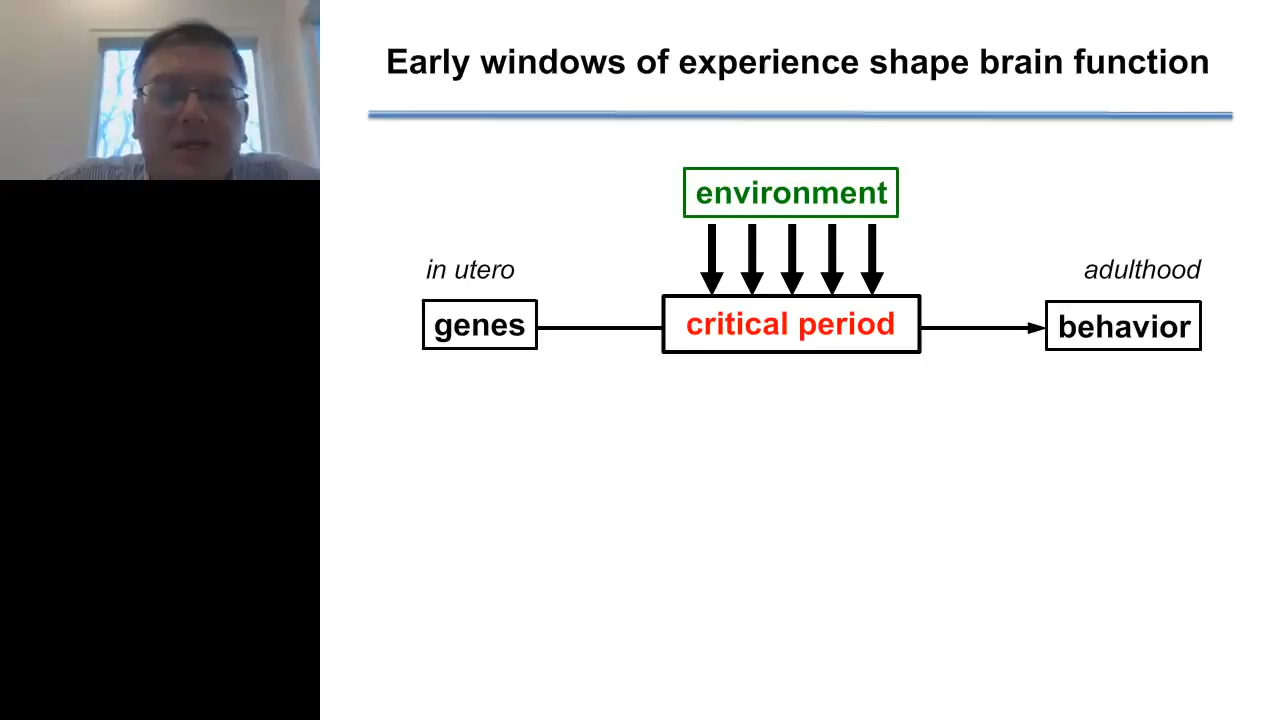 Early windows of experience shape brain function
environment
in utero
adulthood
genes
critical period
behavior